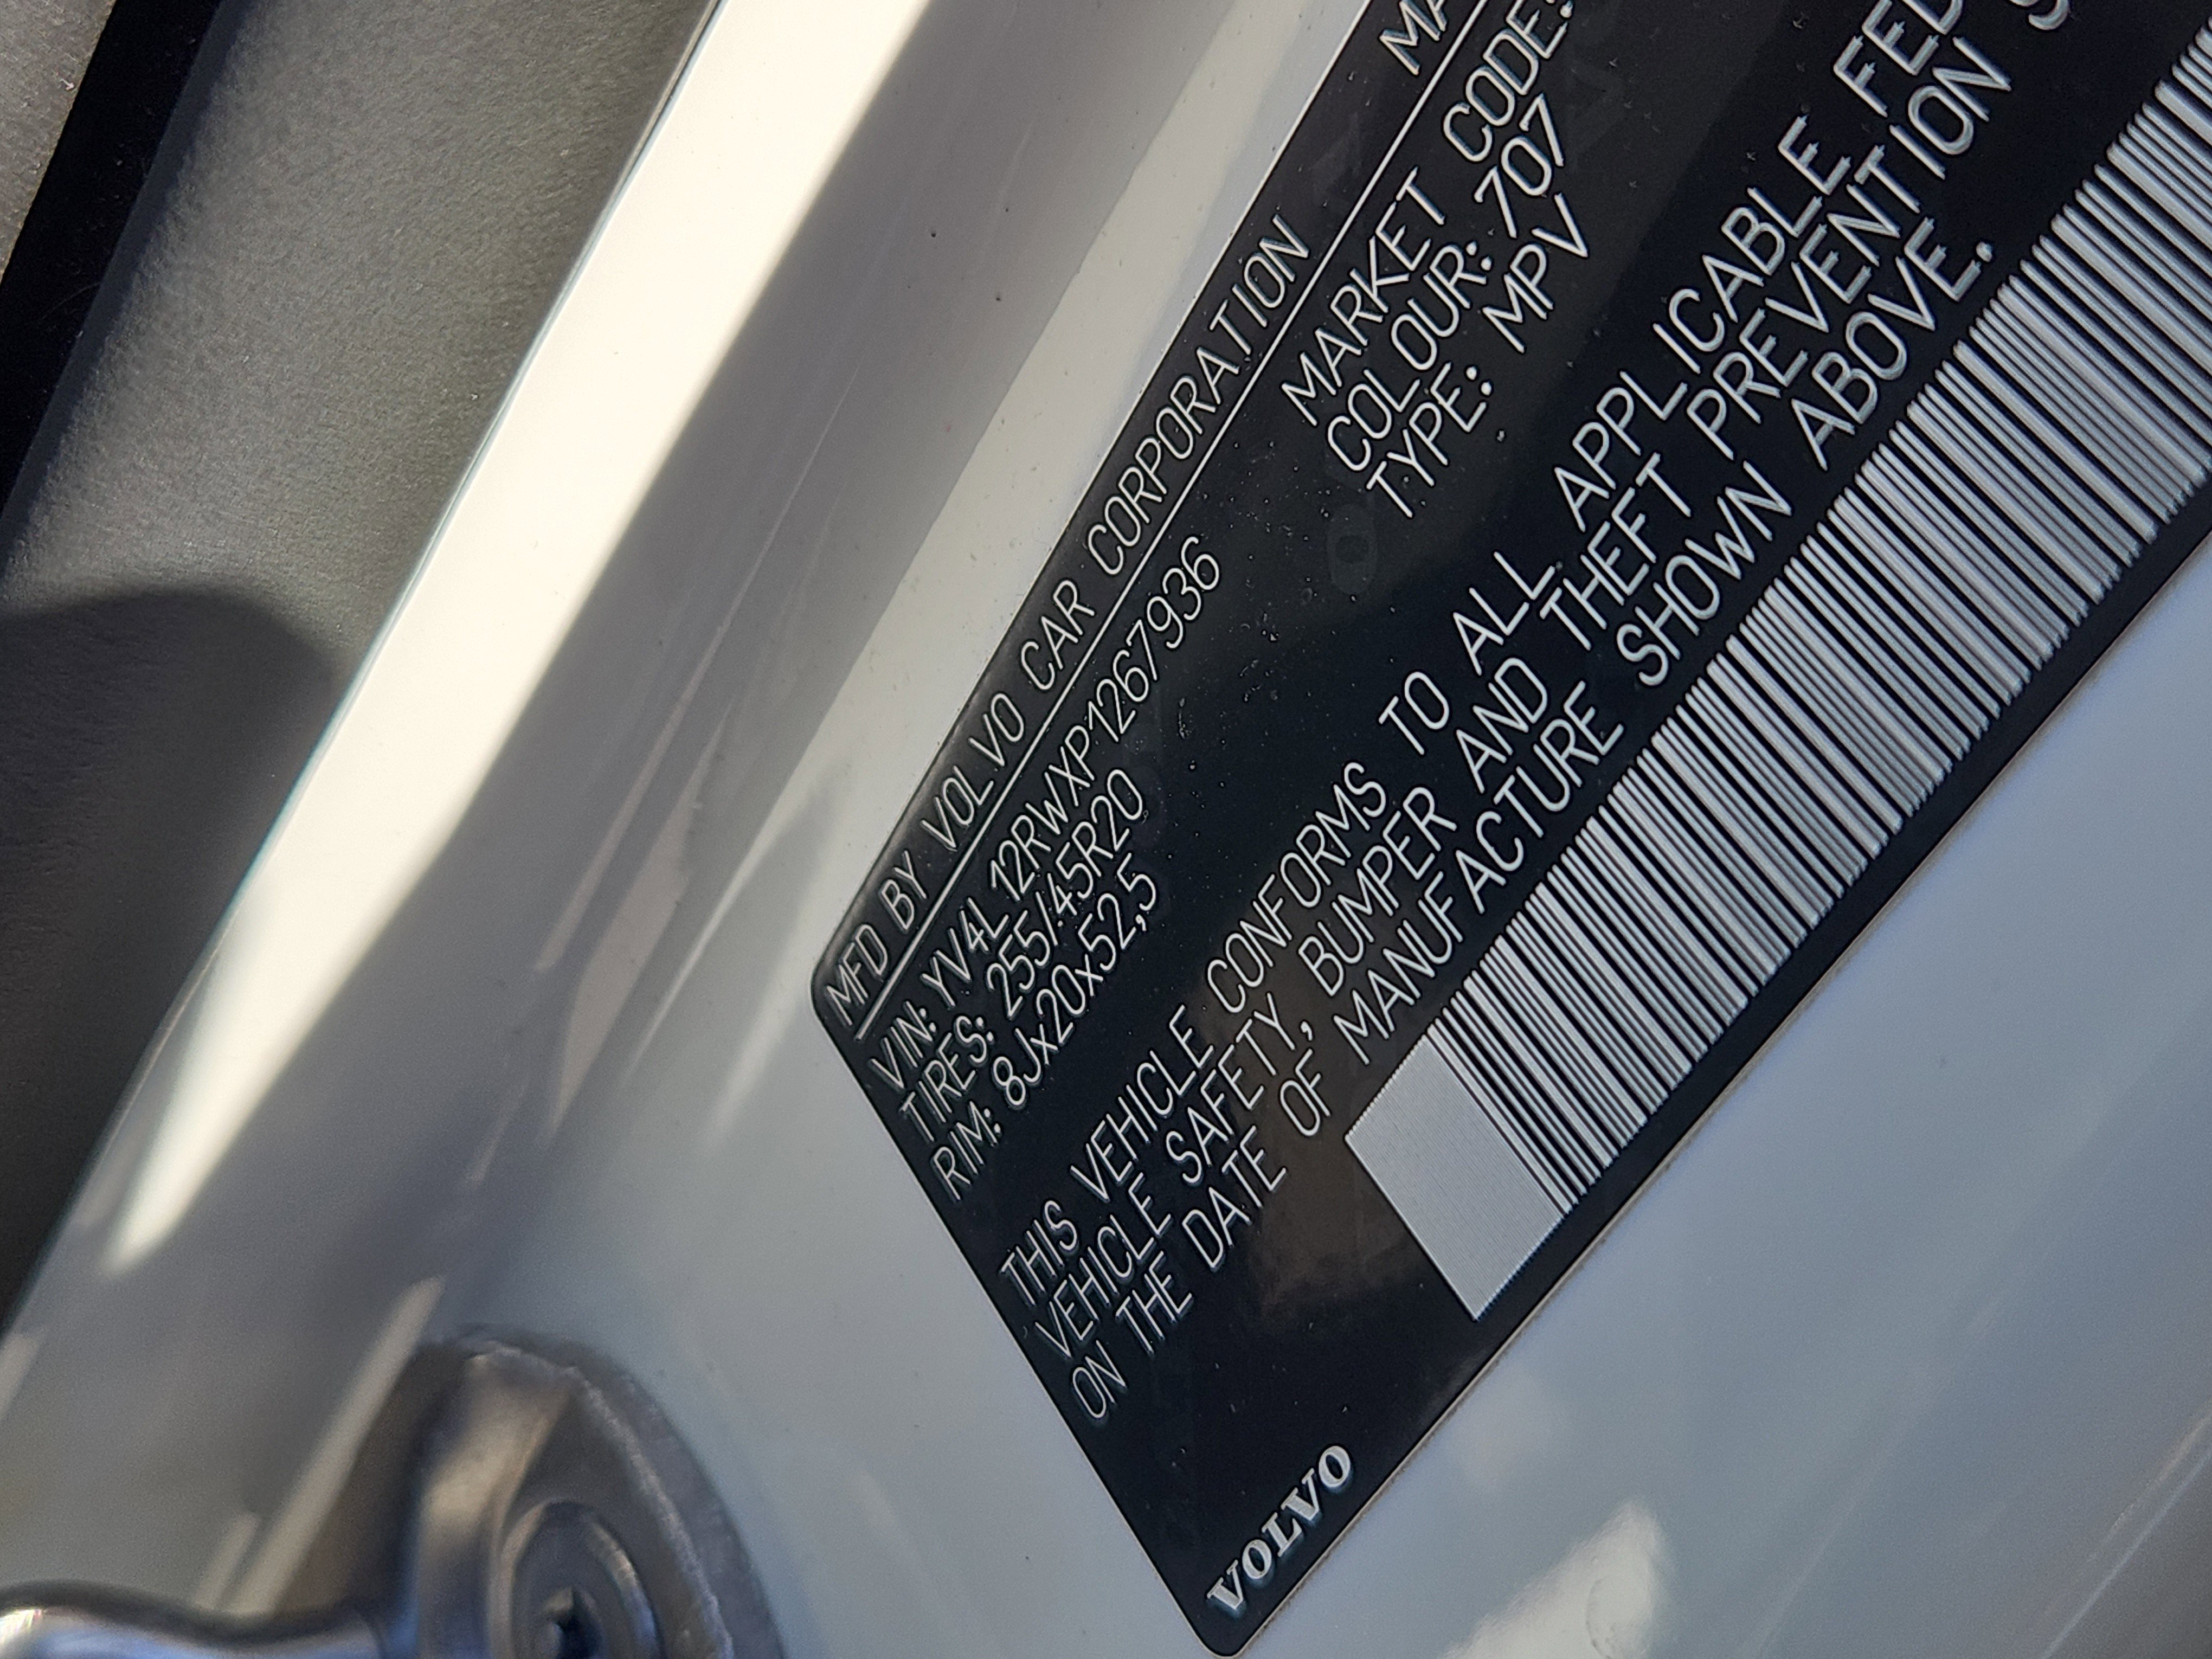 MFD BY VOLVO CAR CORPORATION
VIN: YV4L12RWXP1267936
TIRES: 255/45R20
RIM: 8Jx20x52,5
MARKET CODE:
COLOUR: 707
TYPE: MPV
THIS VEHICLE CONFORMS TO ALL APPLICABLE FED
VEHICLE SAFETY, BUMPER AND THEFT PREVENTION
ON THE DATE OF MANUFACTURE SHOWN ABOVE.
VOLVO